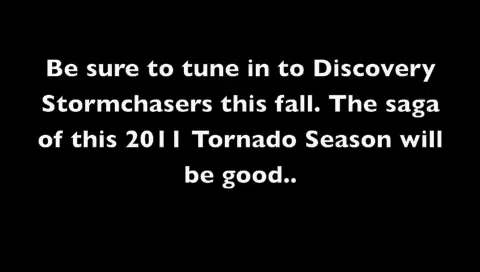 Be sure to tune in to Discovery
Stormchasers this fall. The saga
of this 2011 Tornado Season will
be good..